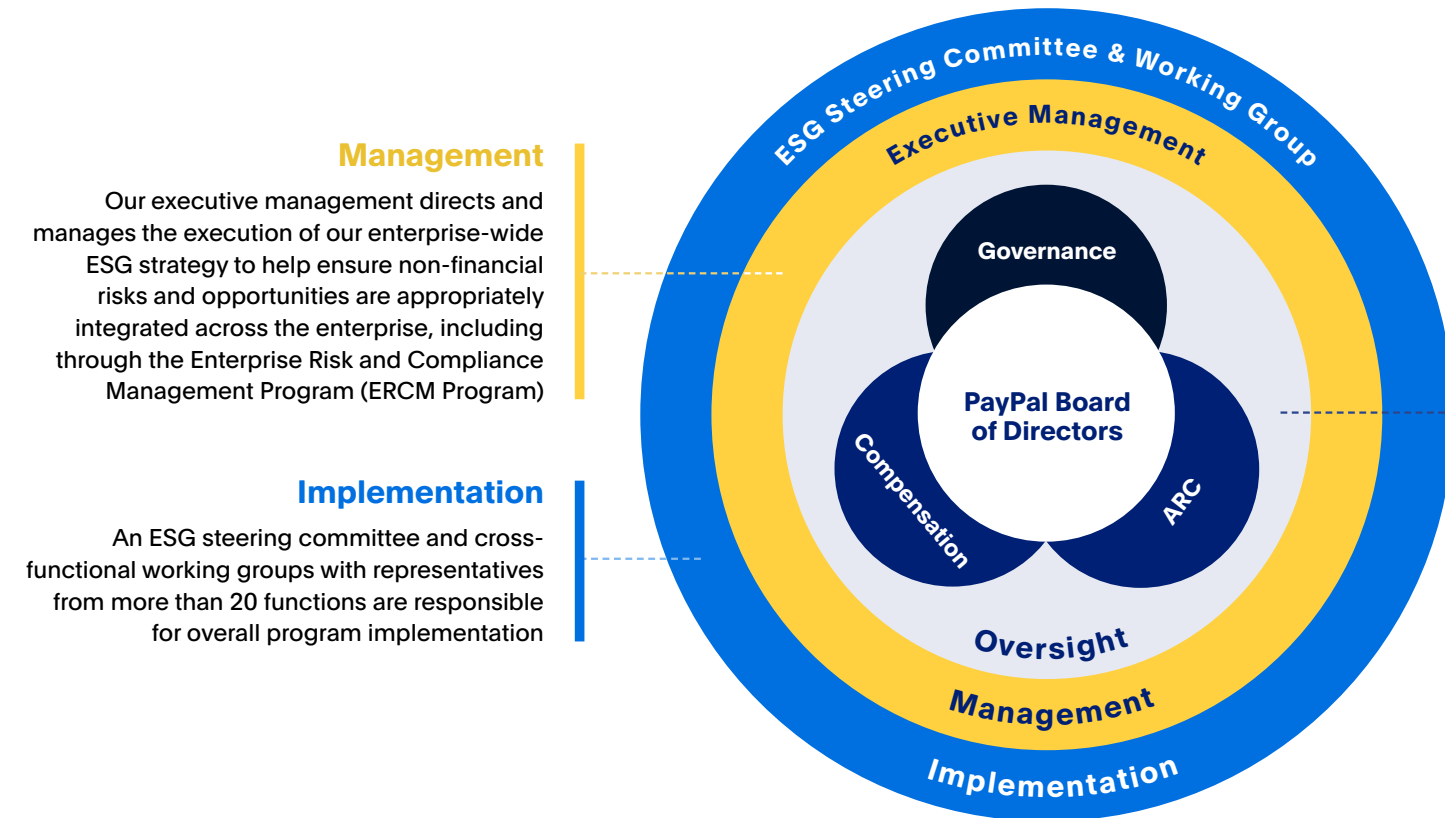 Management
Our executive management directs and
manages the execution of our enterprise-wide
ESG strategy to help ensure non-financial
risks and opportunities are appropriately
integrated across the enterprise, including
through the Enterprise Risk and Compliance
Management Program (ERCM Program)
Implementation
An ESG steering committee and cross-
functional working groups with representatives
from more than 20 functions are responsible
for overall program implementation
ESG Steering Committee & Working Group
Executive Management
Governance
PayPal Board
of Directors
Compensation
ARC
Oversight
Management
Implementation